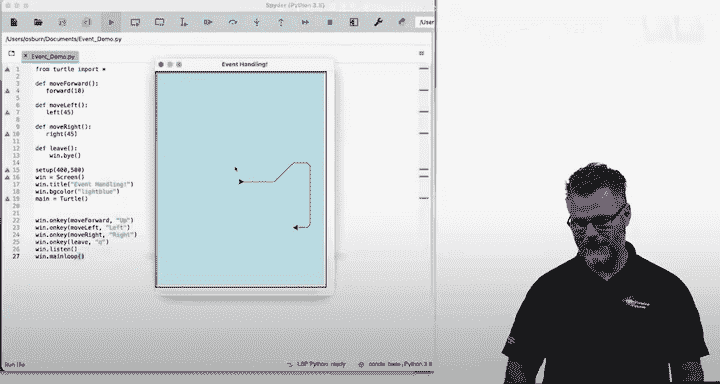 Spyder (Python 3.8)
/Users/osburn/Documents/Event_Demo.py
Event_Demo.py
1 from turtle import *
2
3 def moveForward():
4 forward(10)
5
6 def moveLeft():
7 left(45)
8
9 def moveRight():
10 right(45)
11
12 def leave():
13 win.bye()
14
15 setup(400,500)
16 win = Screen()
17 win.title("Event Handling!")
18 win.bgcolor("lightblue")
19 main = Turtle()
20
21
22 win.onkey(moveForward, "Up")
23 win.onkey(moveLeft, "Left")
24 win.onkey(moveRight, "Right")
25 win.onkey(leave, "q")
26 win.listen()
27 win.mainloop()
Event Handling!
/User
LSP Python: ready